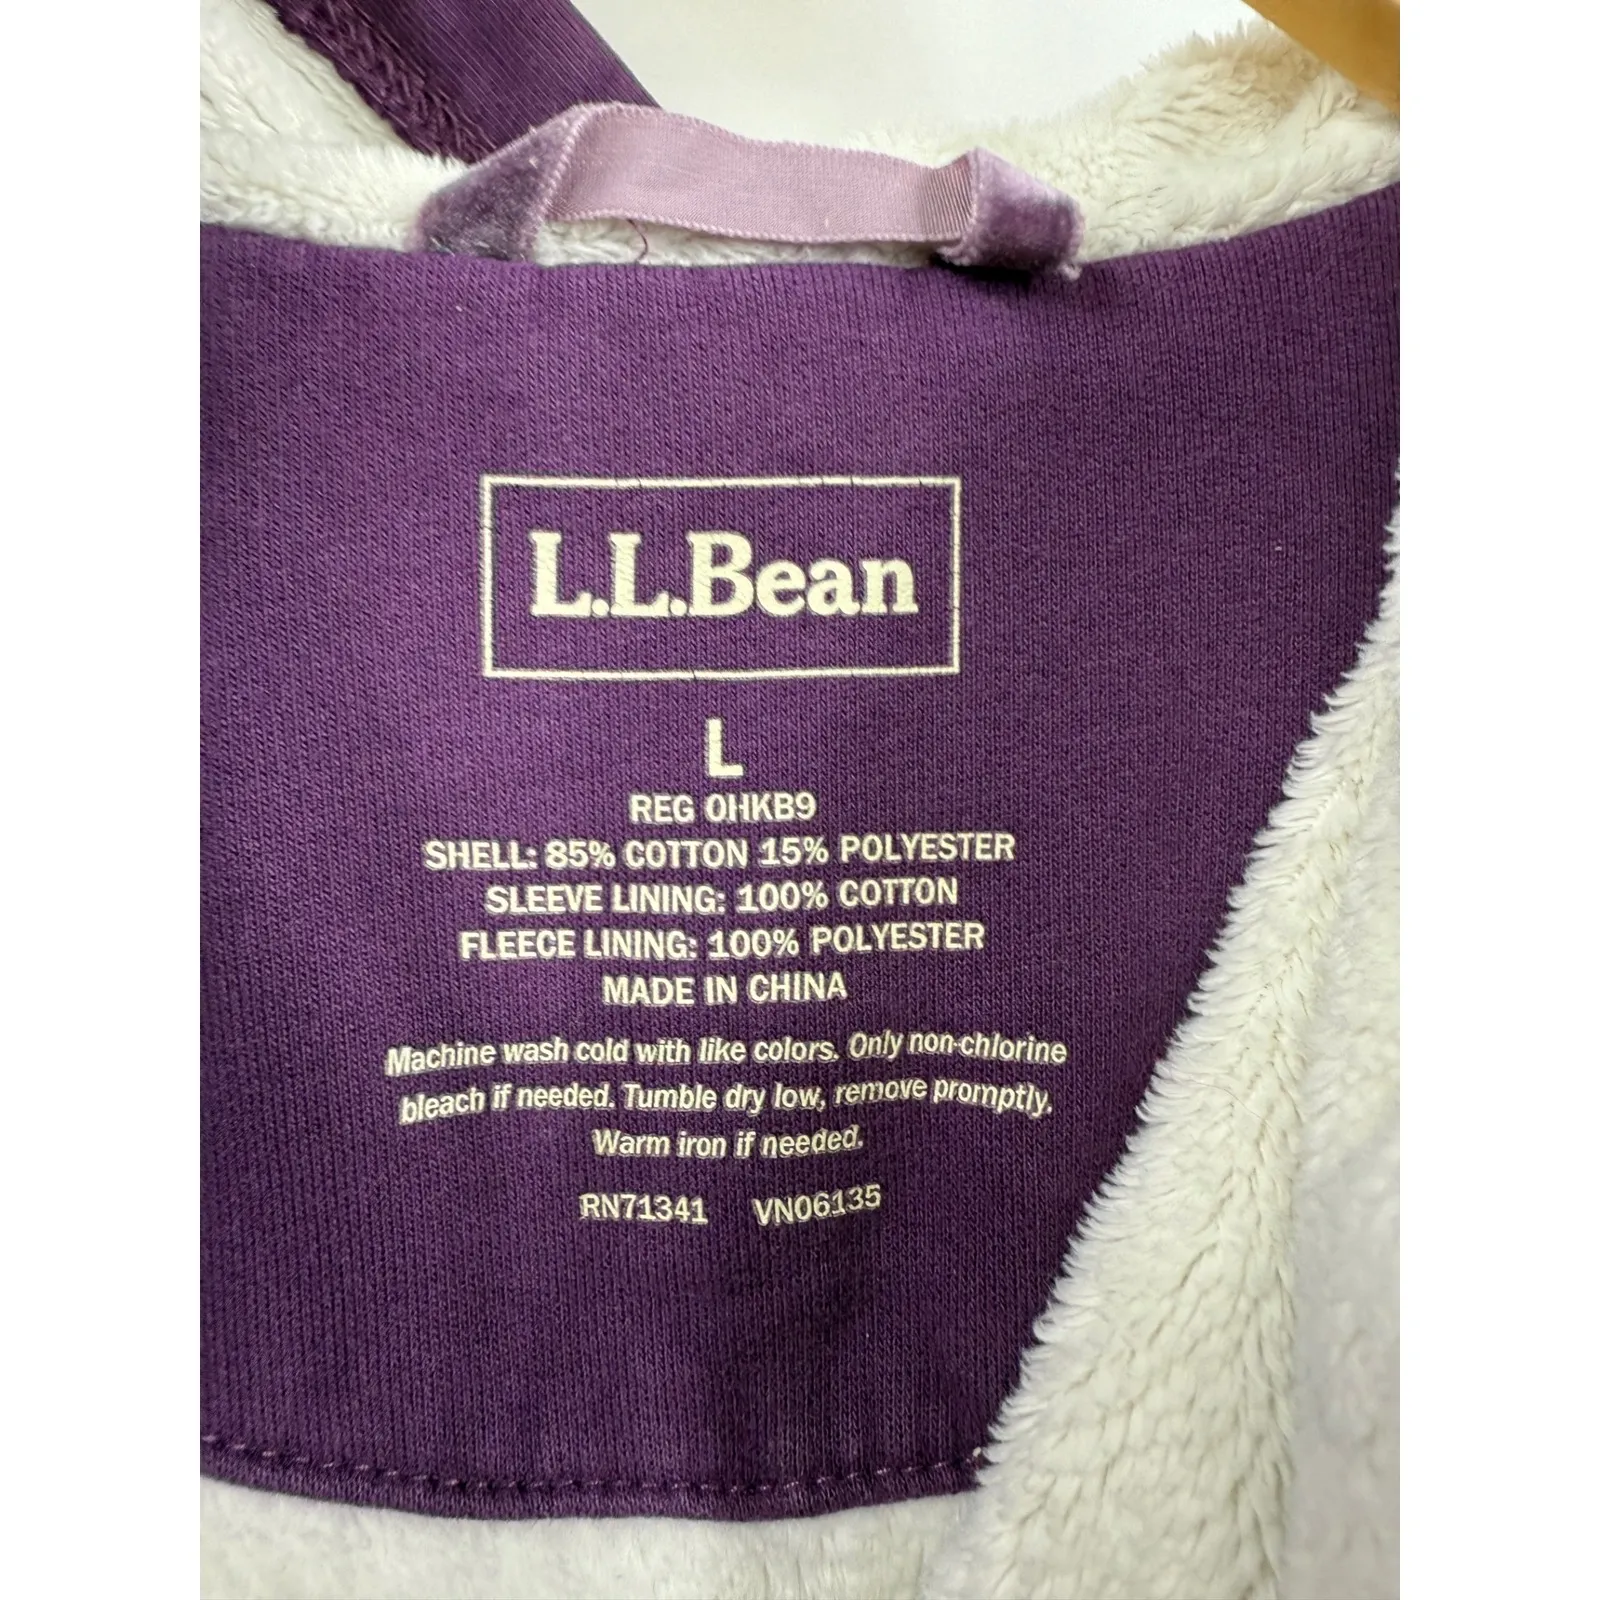 L.L.Bean
L
REG OHKB9
SHELL: 85% COTTON 15% POLYESTER
SLEEVE LINING: 100% COTTON
FLEECE LINING: 100% POLYESTER
MADE IN CHINA
Machine wash cold with like colors. Only non-chlorine
bleach if needed. Tumble dry low, remove promptly.
Warm iron if needed.
RN71341 VN06135